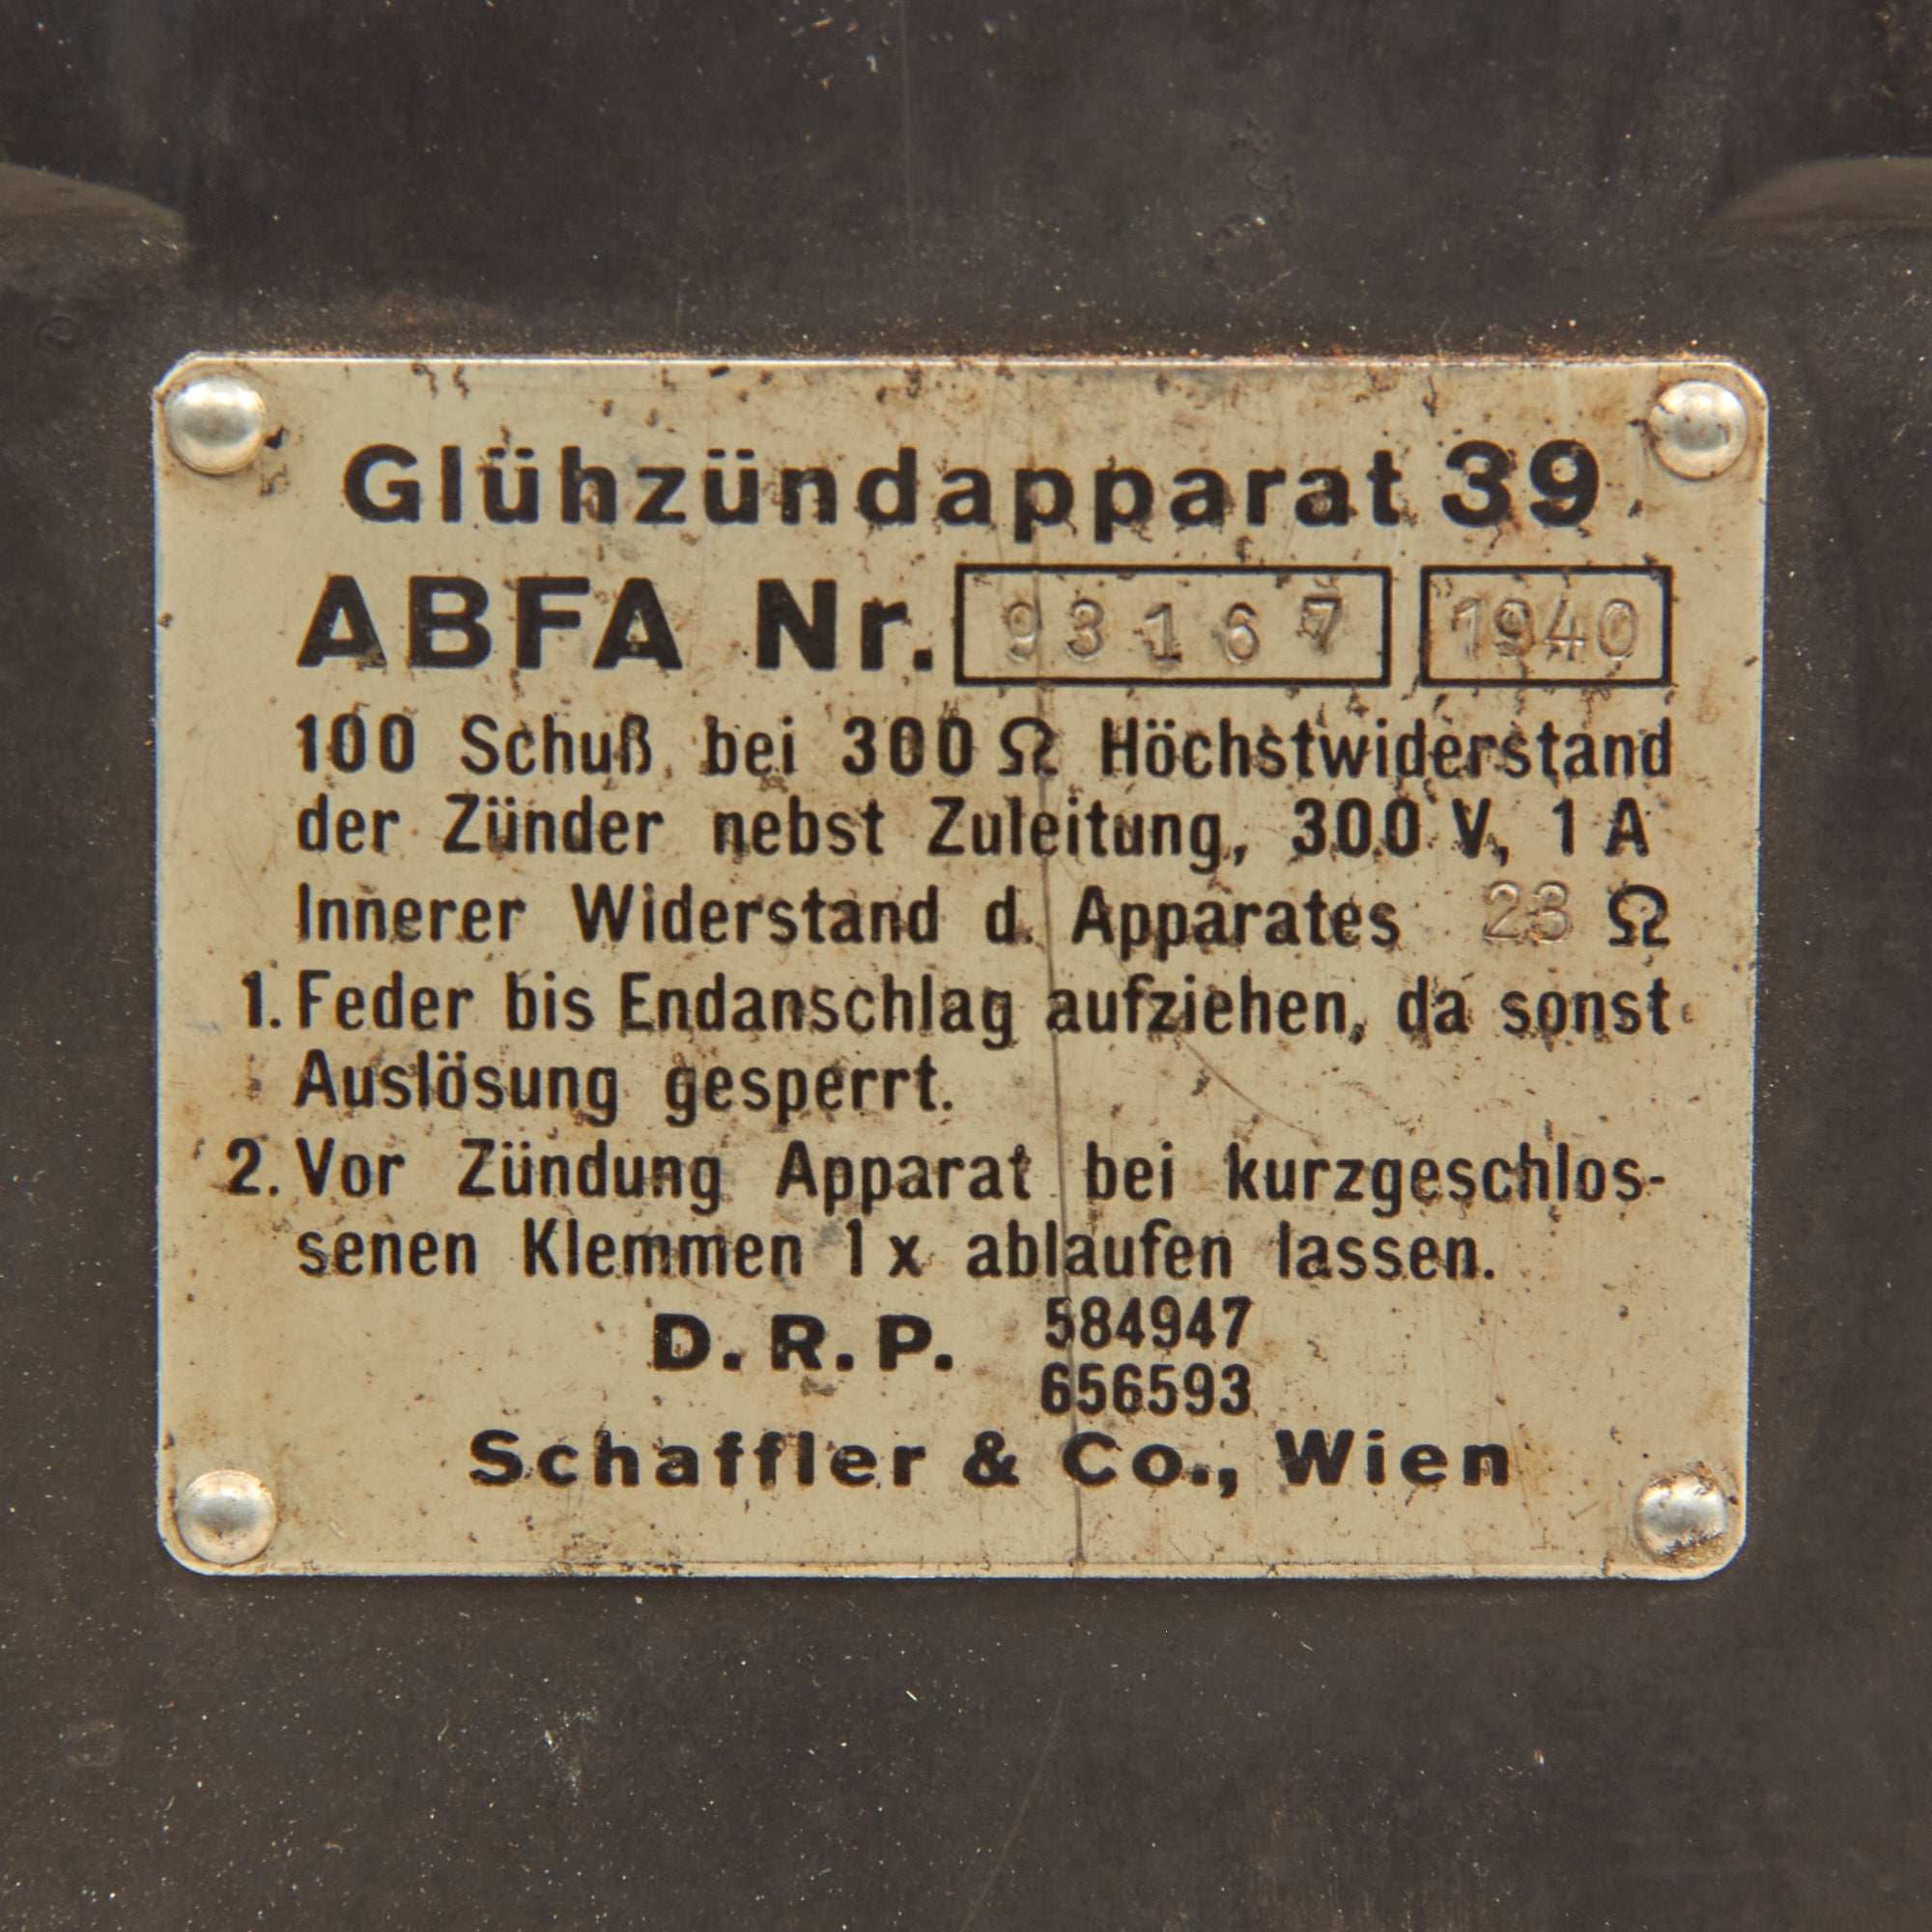 Glühzündapparat 39
ABFA Nr. 93167 1940
100 Schuß bei 300 Ω Höchstwiderstand
der Zünder nebst Zuleitung, 300 V, 1 A
Innerer Widerstand d. Apparates 23 Ω
1. Feder bis Endanschlag aufziehen, da sonst
Auslösung gesperrt.
2. Vor Zündung Apparat bei kurzgeschlos-
senen Klemmen 1 x ablaufen lassen.
D. R. P. 584947
656593
Schaffler & Co., Wien